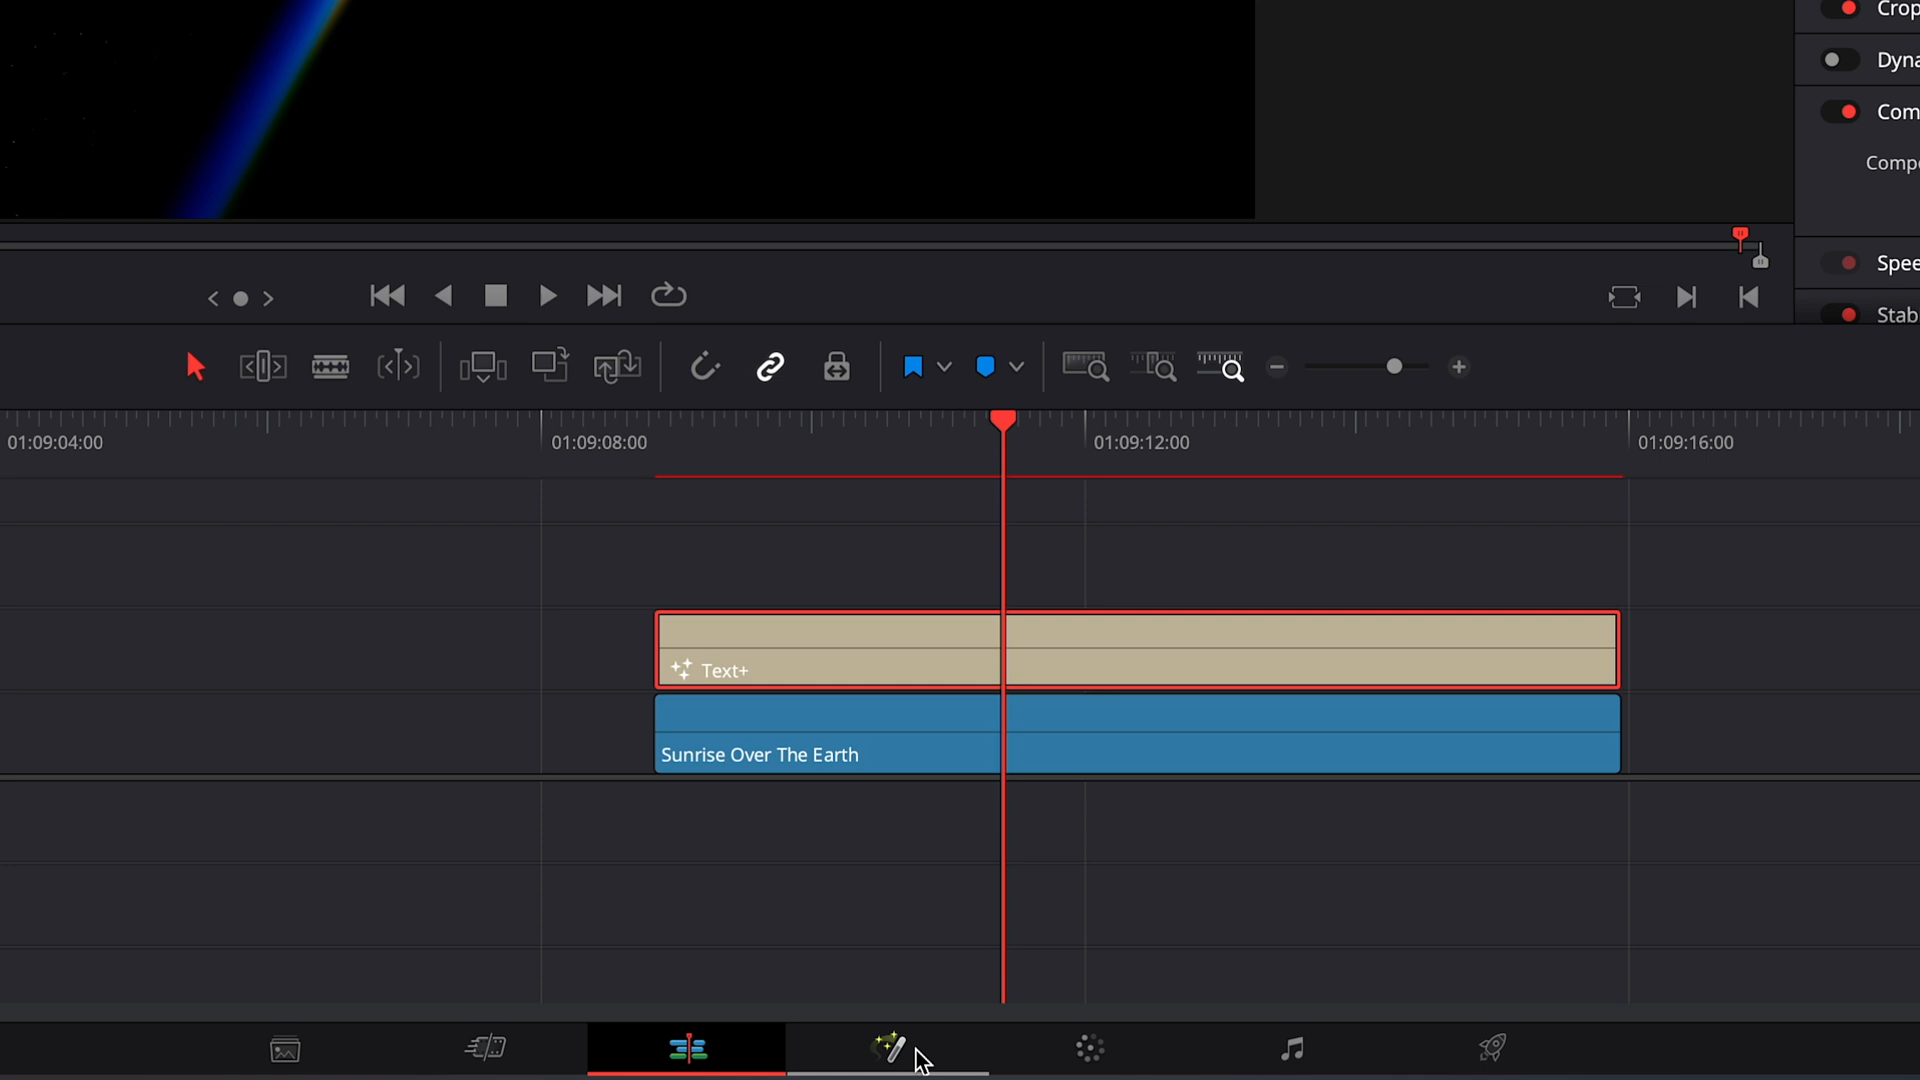 Crop
Dyna
Com
Compo
Spee
Stab
01:09:04:00
01:09:08:00
01:09:12:00
01:09:16:00
Text+
Sunrise Over The Earth